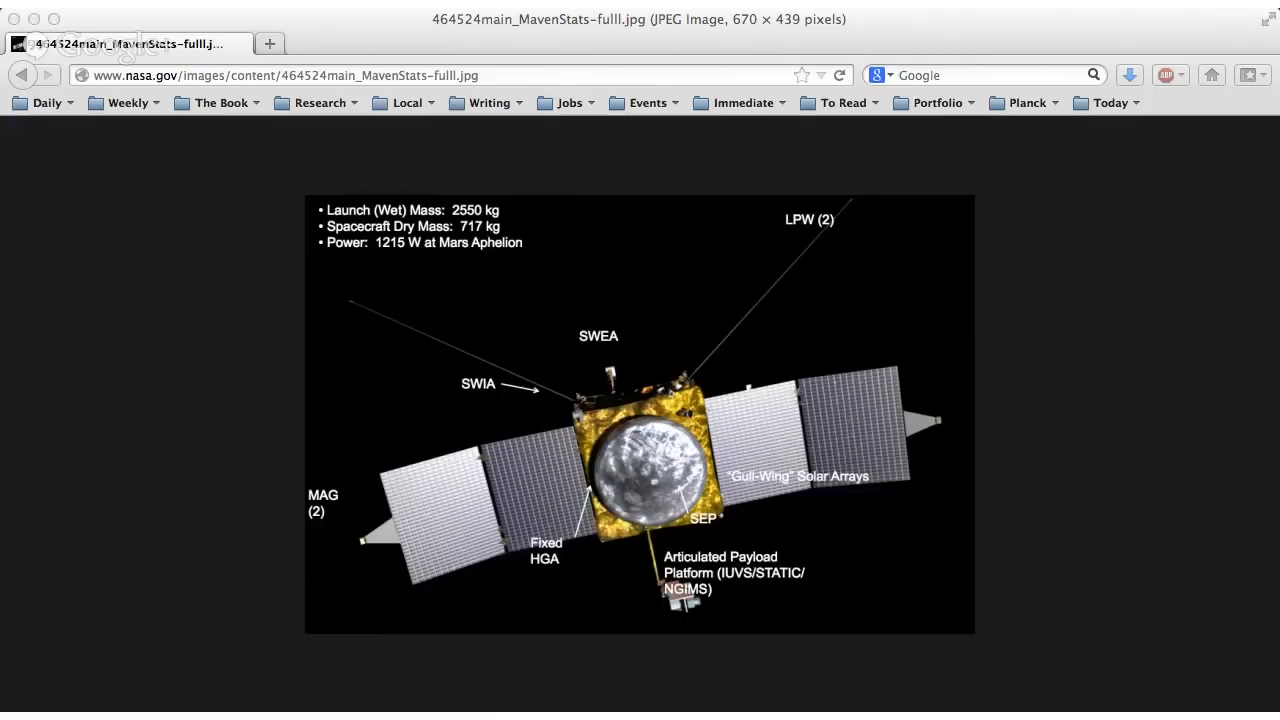 464524main_MavenStats-fulll.jpg (JPEG Image, 670 × 439 pixels)
464524main_MavenStats-fulll.j...
Google+
www.nasa.gov/images/content/464524main_MavenStats-fulll.jpg
Google
ABP
Daily Weekly The Book Research Local Writing Jobs Events Immediate To Read Portfolio Planck Today
• Launch (Wet) Mass: 2550 kg
• Spacecraft Dry Mass: 717 kg
• Power: 1215 W at Mars Aphelion
LPW (2)
SWEA
SWIA
"Gull-Wing" Solar Arrays
MAG
(2)
SEP
Fixed
HGA
Articulated Payload
Platform (IUVS/STATIC/
NGIMS)